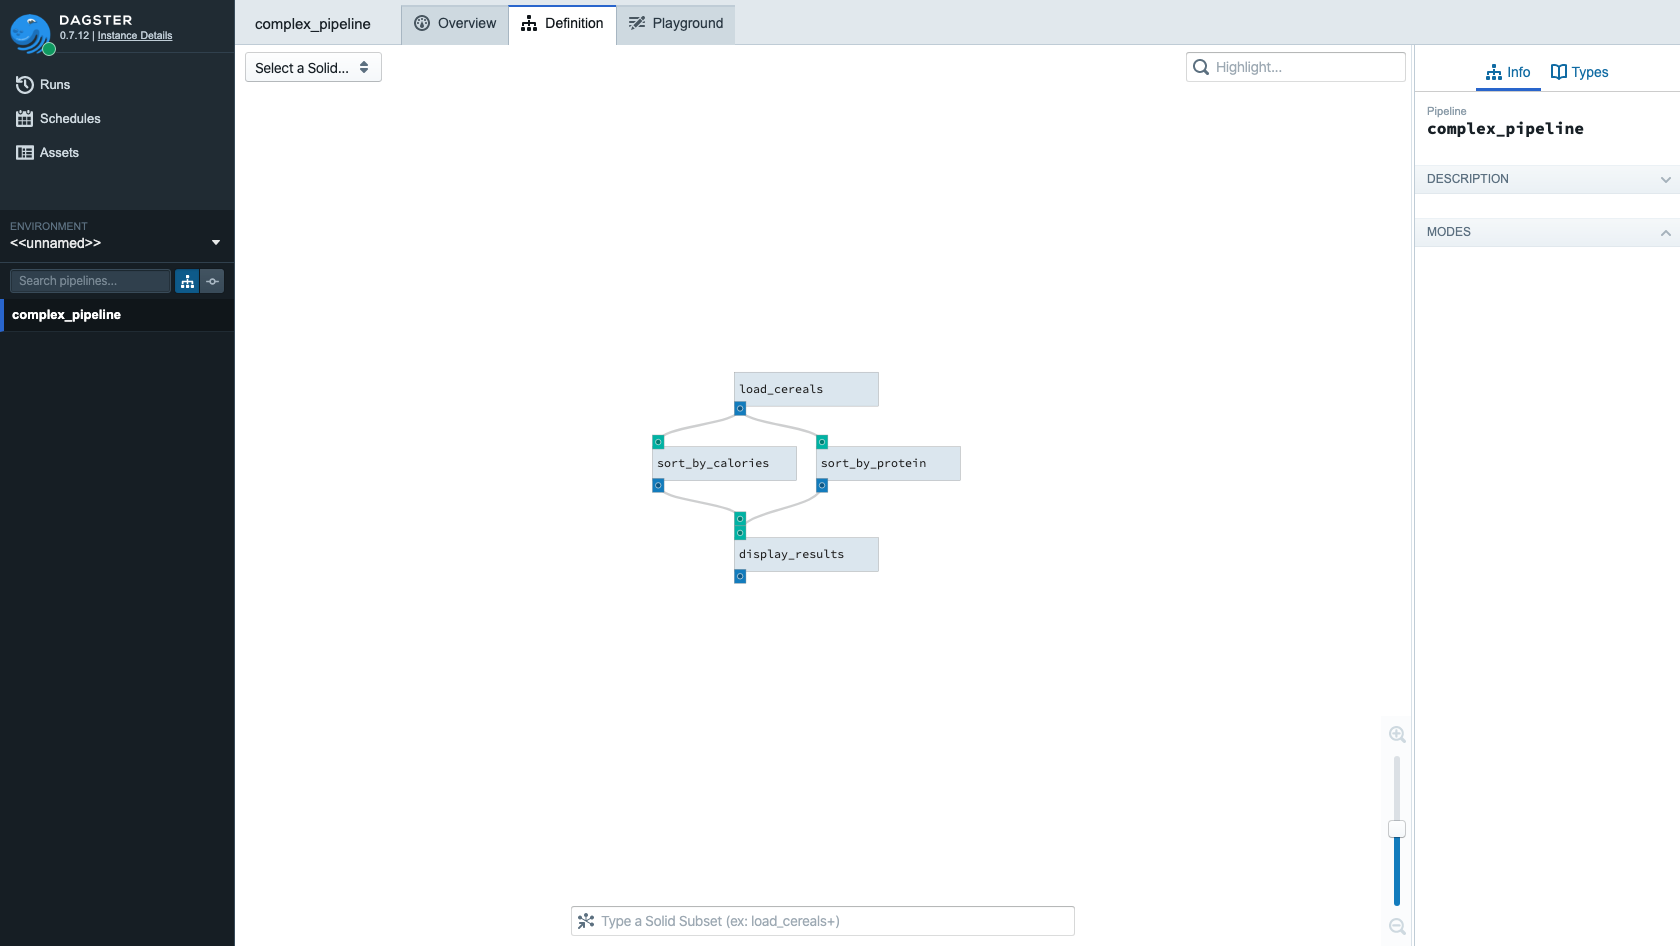 DAGSTER
0.7.12 | Instance Details
Runs
Schedules
Assets
ENVIRONMENT
<<unnamed>>
Search pipelines...
complex_pipeline
complex_pipeline
Overview
Definition
Playground
Select a Solid...
Highlight...
load_cereals
sort_by_calories
sort_by_protein
display_results
Type a Solid Subset (ex: load_cereals+)
Info
Types
Pipeline
complex_pipeline
DESCRIPTION
MODES